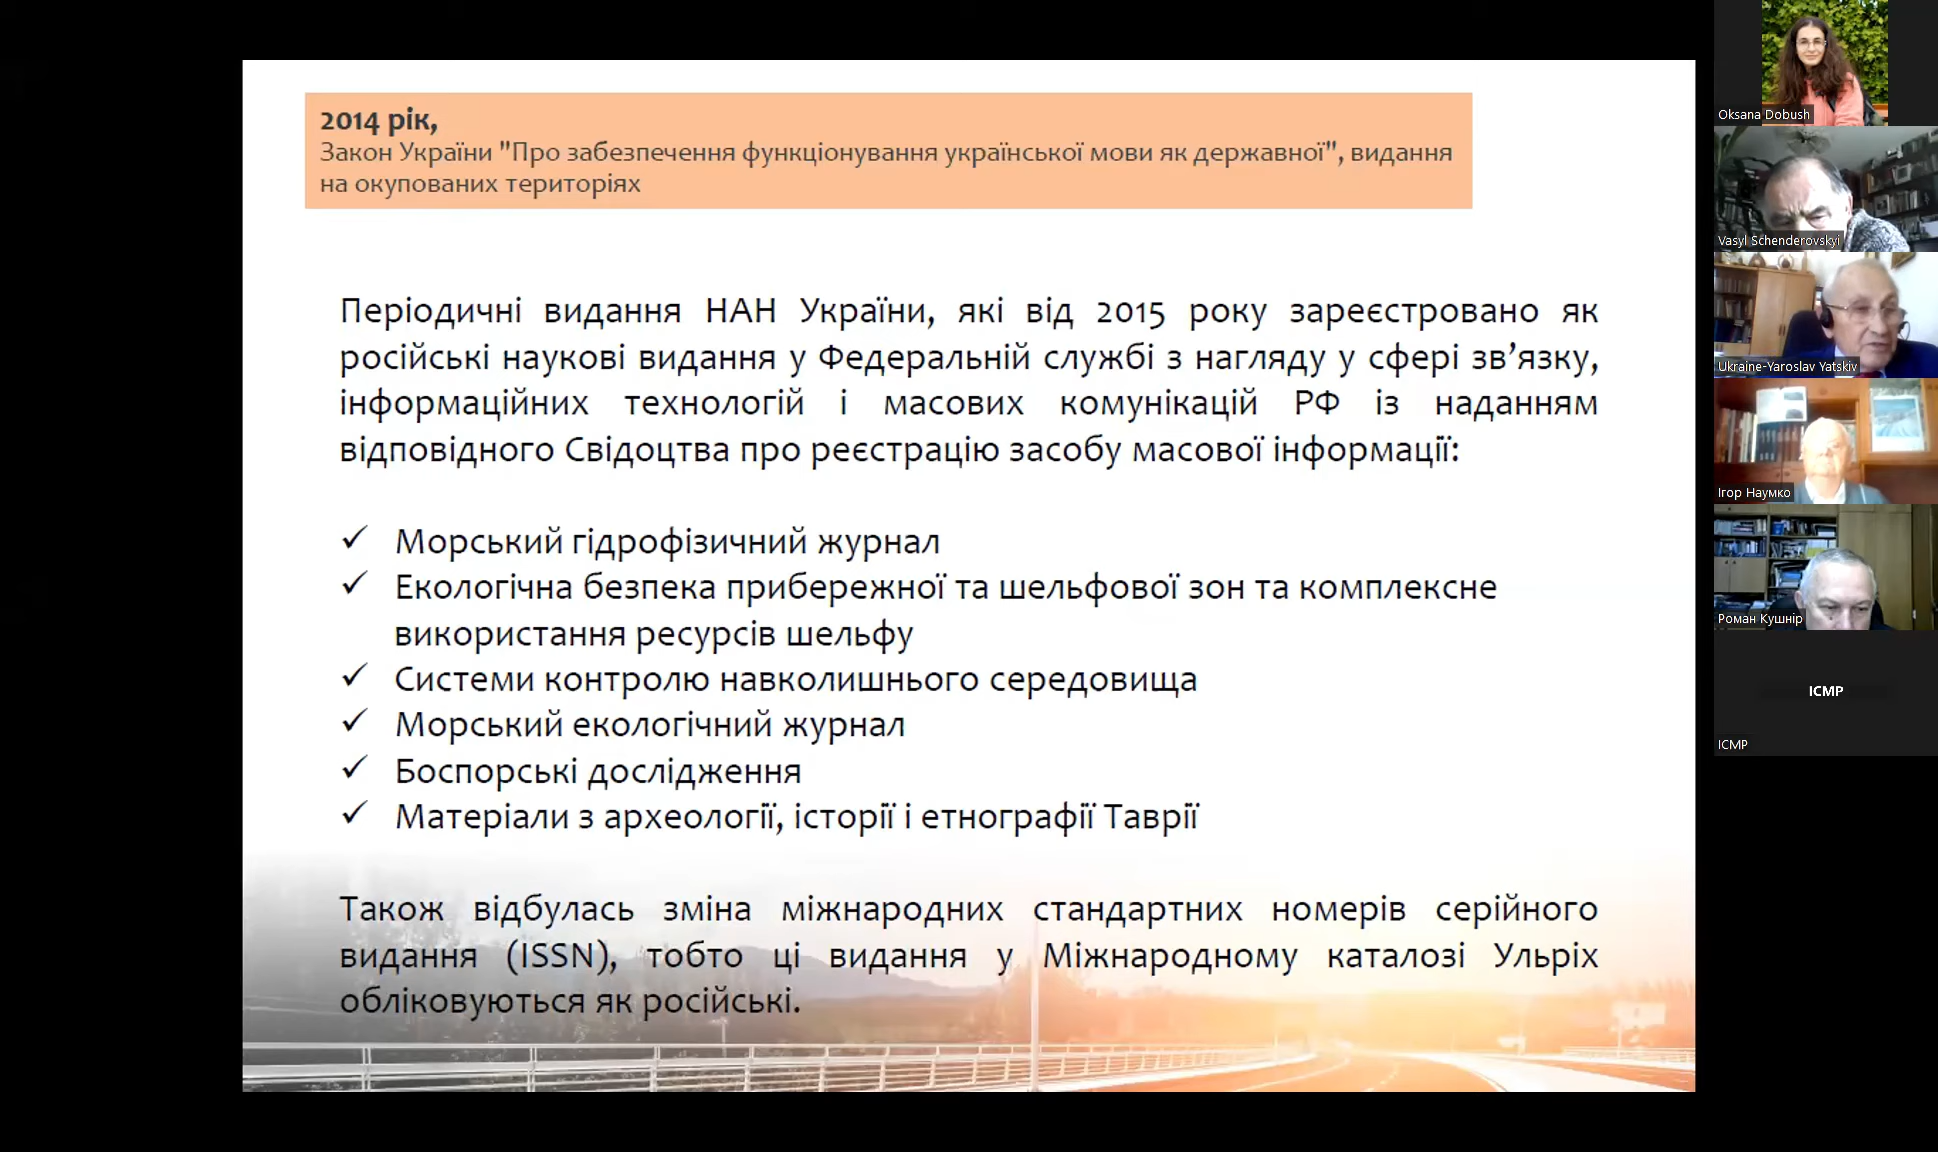 2014 рік,
Закон України "Про забезпечення функціонування української мови як державної", видання
на окупованих територіях
Періодичні видання НАН України, які від 2015 року зареєстровано як
російські наукові видання у Федеральній службі з нагляду у сфері зв’язку,
інформаційних технологій і масових комунікацій РФ із наданням
відповідного Свідоцтва про реєстрацію засобу масової інформації:
✓ Морський гідрофізичний журнал
✓ Екологічна безпека прибережної та шельфової зон та комплексне
використання ресурсів шельфу
✓ Системи контролю навколишнього середовища
✓ Морський екологічний журнал
✓ Боспорські дослідження
✓ Матеріали з археології, історії і етнографії Таврії
Також відбулась зміна міжнародних стандартних номерів серійного
видання (ISSN), тобто ці видання у Міжнародному каталозі Ульріх
обліковуються як російські.
Oksana Dobush
Vasyl Schenderovskyi
Ukraine-Yaroslav Yatskiv
Ігор Наумко
Роман Кушнір
ICMP
ICMP